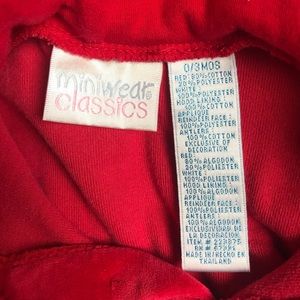 miniwear
classics
0/3MOS
RED: 80% COTTON
20% POLYESTER
WHITE:
100% POLYESTER
HOOD LINING:
100% COTTON
APPLIQUE
REINDEER FACE:
100% POLYESTER
ANTLERS:
100% COTTON
EXCLUSIVE OF
DECORATION
RED:
80% ALGODON
20% POLIESTER
WHITE:
100% POLIESTER
HOOD LINING:
100% ALGODON
APPLIQUE
REINDEER FACE:
100% POLIESTER
ANTLERS:
100% ALGODON
EXCLUSIVIDAD DE
LA DECORACION
MADE IN/HECHO EN
THAILAND